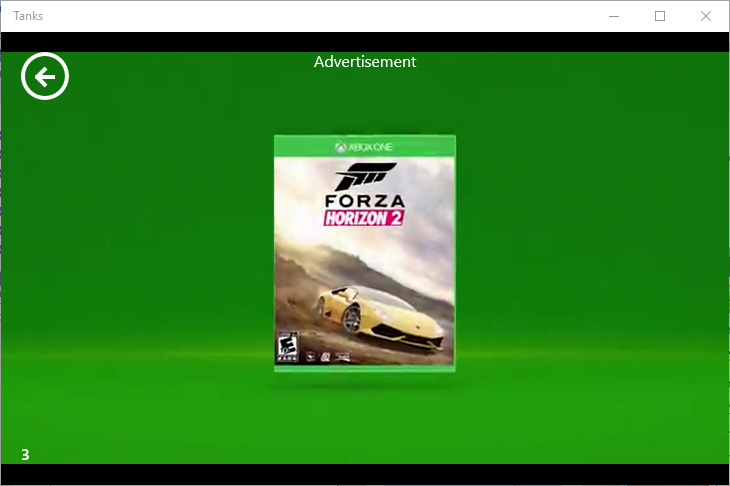 Tanks
Advertisement
XBOX ONE
FORZA
HORIZON 2
E
3